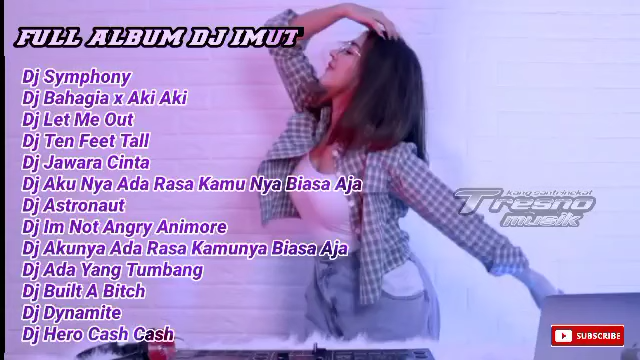 FULL ALBUM DJ IMUT
Dj Symphony
Dj Bahagia x Aki Aki
Dj Let Me Out
Dj Ten Feet Tall
Dj Jawara Cinta
Dj Aku Nya Ada Rasa Kamu Nya Biasa Aja
Dj Astronaut
Dj Im Not Angry Animore
Dj Akunya Ada Rasa Kamunya Biasa Aja
Dj Ada Yang Tumbang
Dj Built A Bitch
Dj Dynamite
Dj Hero Cash Cash
kang santrinekat
Tresno
musik
SUBSCRIBE